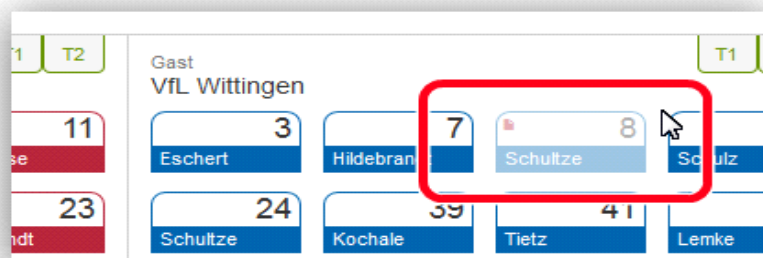 T1 T2
Gast
VfL Wittingen
T1
11 3 7 8
se Eschert Hildebran Schultze Schulz
23 24 39 41
ndt Schultze Kochale Tietz Lemke